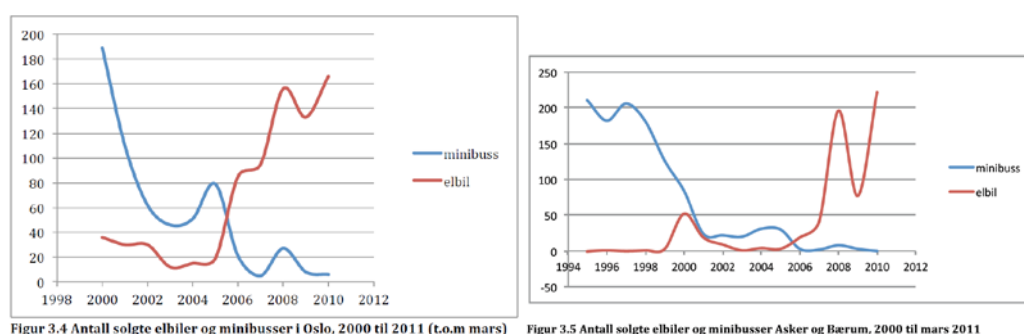 200
180
160
140
120
100
80
60
40
20
0
1998 2000 2002 2004 2006 2008 2010 2012
minibuss
elbil
Figur 3.4 Antall solgte elbiler og minibusser i Oslo, 2000 til 2011 (t.o.m mars)
250
200
150
100
50
0
-50
1994 1996 1998 2000 2002 2004 2006 2008 2010 2012
minibuss
elbil
Figur 3.5 Antall solgte elbiler og minibusser Asker og Bærum, 2000 til mars 2011